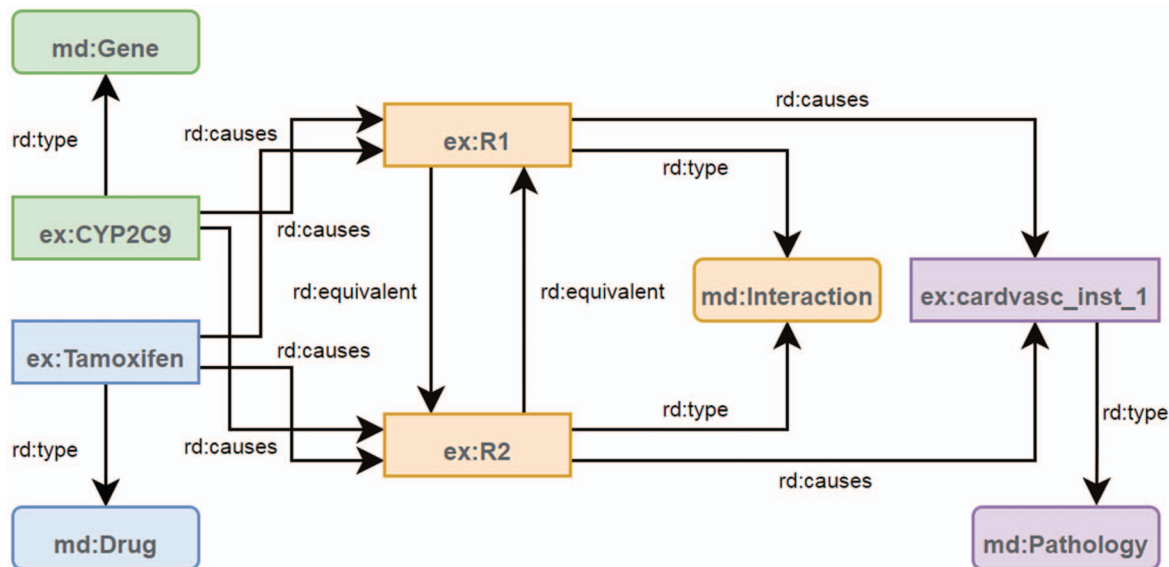 md:Gene
rd:causes
rd:type
rd:causes
ex:R1
rd:type
ex:CYP2C9
rd:causes
rd:equivalent
rd:equivalent
md:Interaction
ex:cardvasc_inst_1
ex:Tamoxifen
rd:causes
rd:type
rd:type
rd:type
rd:causes
ex:R2
rd:causes
md:Drug
md:Pathology